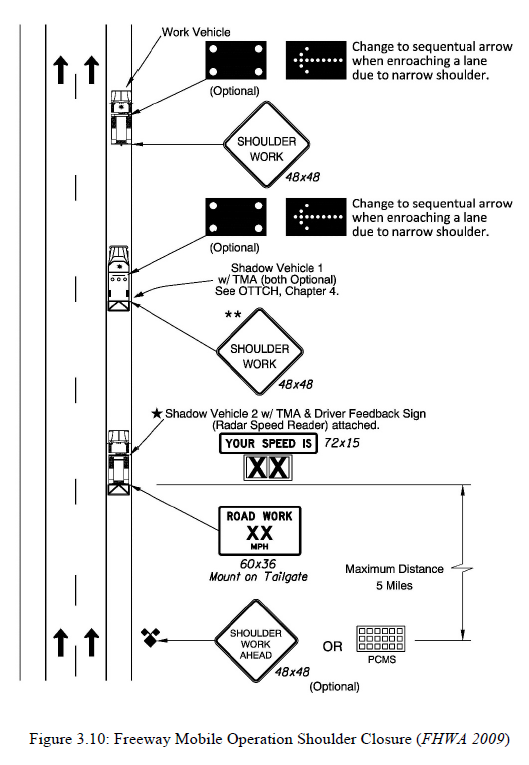 Work Vehicle
Change to sequentual arrow
when enroaching a lane
due to narrow shoulder.
(Optional)
SHOULDER
WORK
48x48
Change to sequentual arrow
when enroaching a lane
due to narrow shoulder.
(Optional)
Shadow Vehicle 1
w/ TMA (both Optional)
See OTTCH, Chapter 4.
**
SHOULDER
WORK
48x48
★ Shadow Vehicle 2 w/ TMA & Driver Feedback Sign
(Radar Speed Reader) attached.
YOUR SPEED IS 72x15
XX
ROAD WORK
XX
MPH
60x36
Mount on Tailgate
Maximum Distance
5 Miles
SHOULDER
WORK
AHEAD
48x48
OR
PCMS
(Optional)
Figure 3.10: Freeway Mobile Operation Shoulder Closure (FHWA 2009)